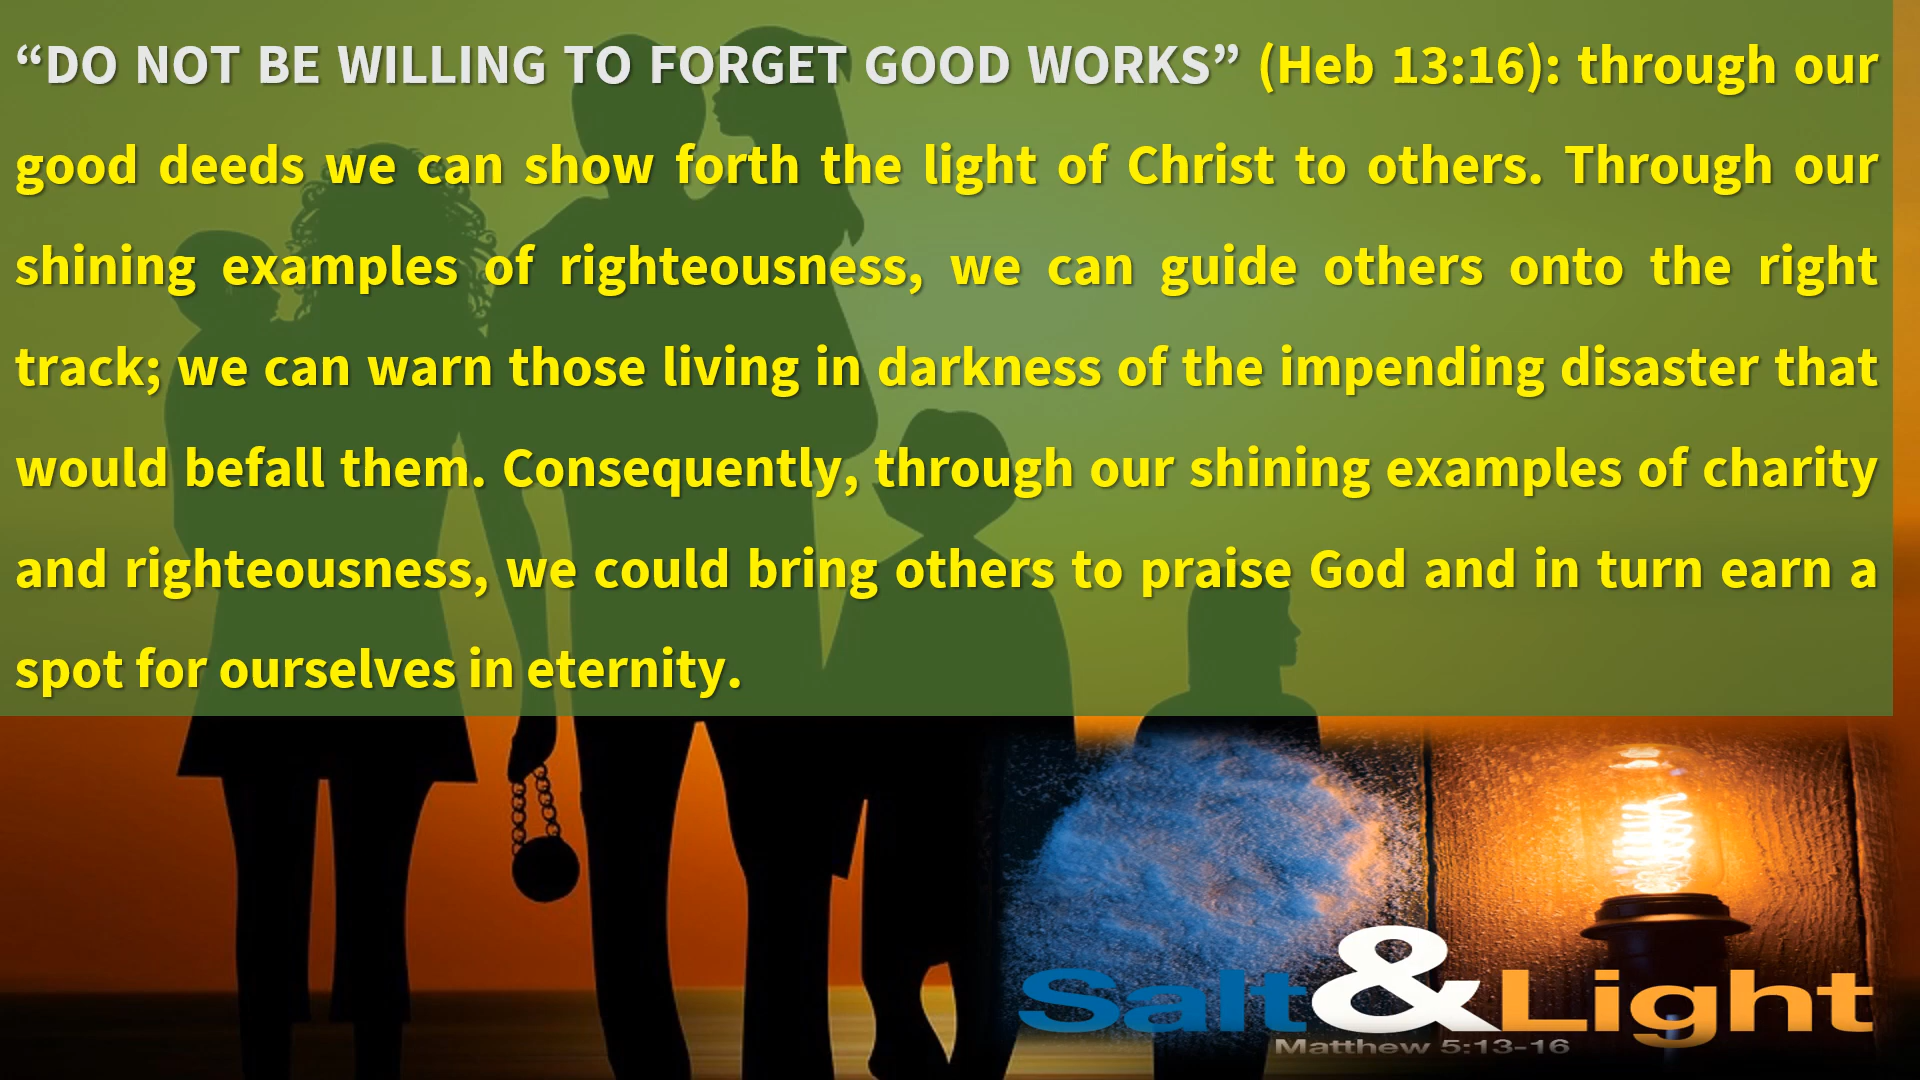 “DO NOT BE WILLING TO FORGET GOOD WORKS” (Heb 13:16): through our
good deeds we can show forth the light of Christ to others. Through our
shining examples of righteousness, we can guide others onto the right
track; we can warn those living in darkness of the impending disaster that
would befall them. Consequently, through our shining examples of charity
and righteousness, we could bring others to praise God and in turn earn a
spot for ourselves in eternity.
Salt&Light
Matthew 5:13-16